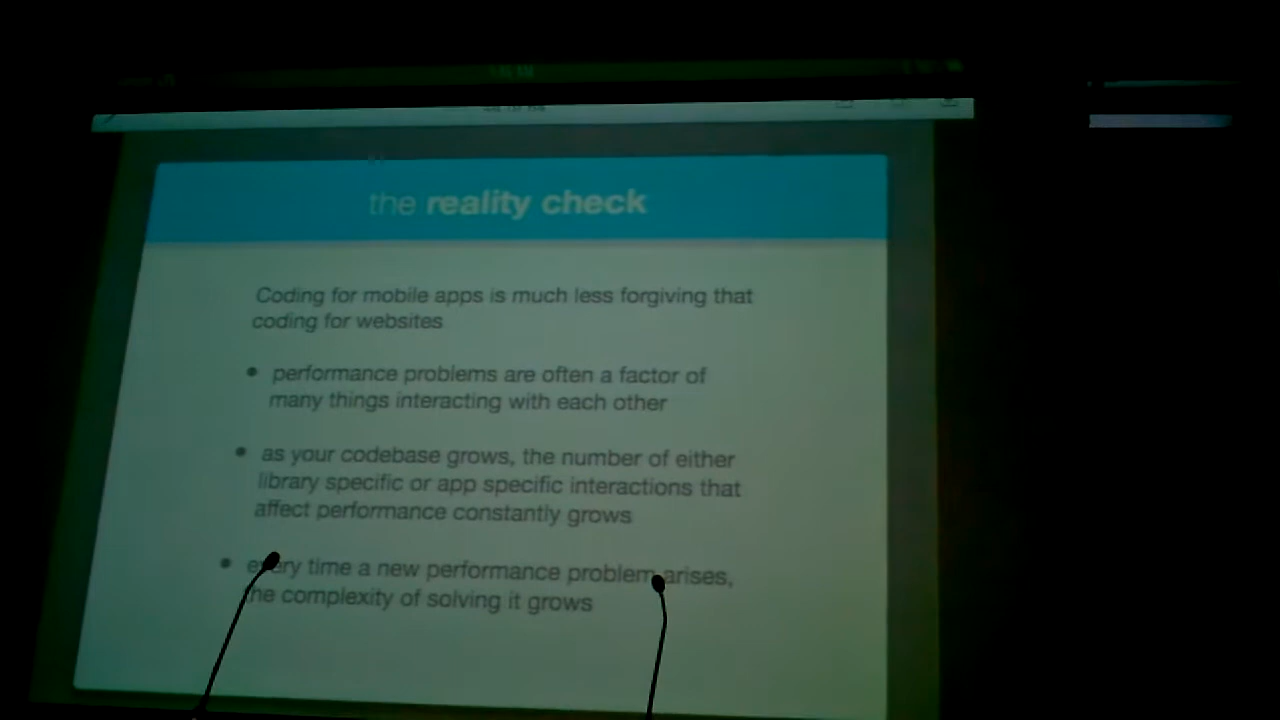 the reality check
Coding for mobile apps is much less forgiving that
coding for websites
• performance problems are often a factor of
many things interacting with each other
• as your codebase grows, the number of either
library specific or app specific interactions that
affect performance constantly grows
• every time a new performance problem arises,
the complexity of solving it grows